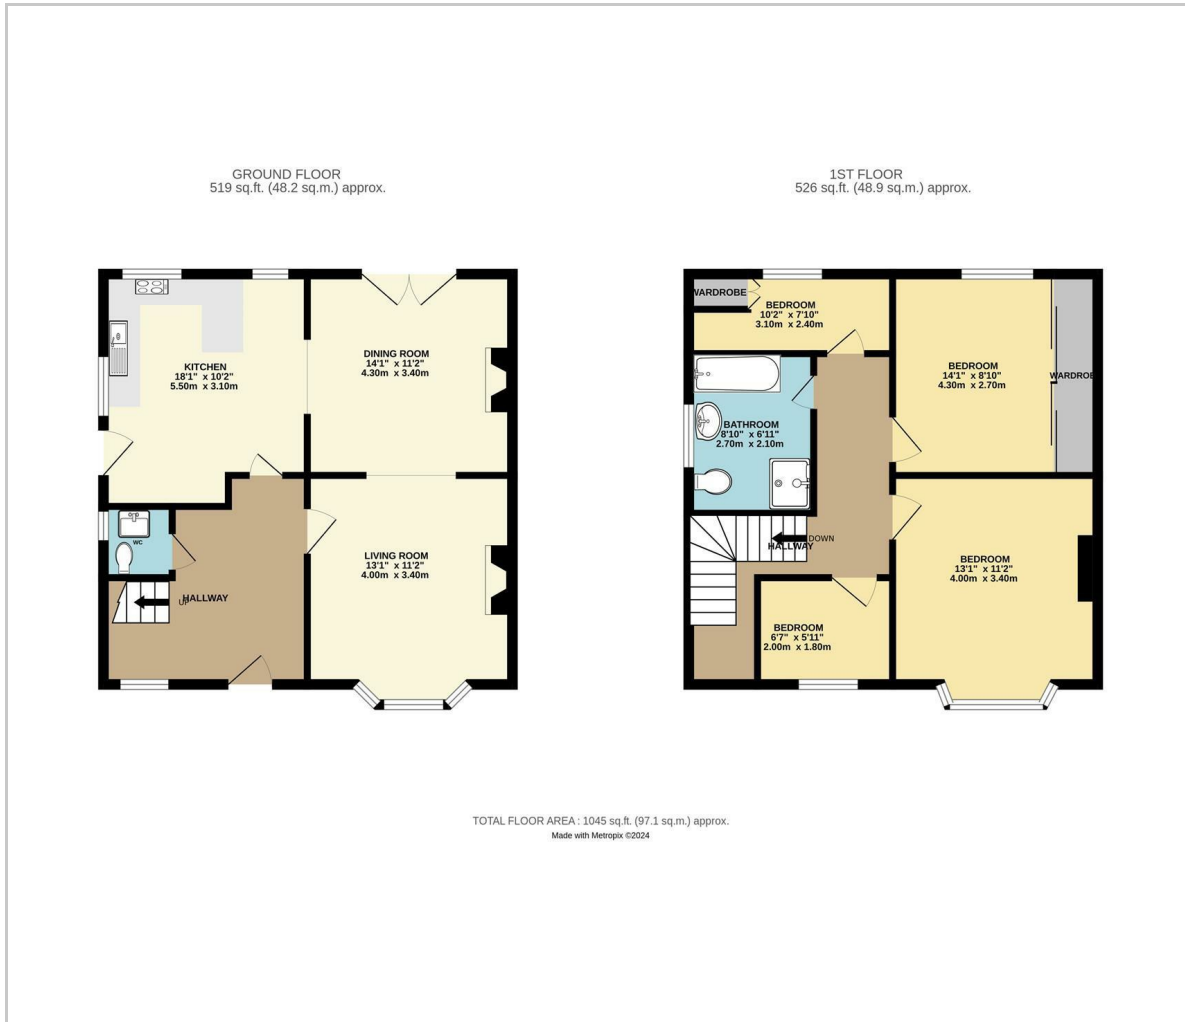 GROUND FLOOR
519 sq.ft. (48.2 sq.m.) approx.
KITCHEN
18'1" x 10'2"
5.50m x 3.10m
DINING ROOM
14'1" x 11'2"
4.30m x 3.40m
WC
LIVING ROOM
13'1" x 11'2"
4.00m x 3.40m
HALLWAY
UP
1ST FLOOR
526 sq.ft. (48.9 sq.m.) approx.
WARDROBE
BEDROOM
10'2" x 7'10"
3.10m x 2.40m
BEDROOM
14'1" x 8'10"
4.30m x 2.70m
WARDROBE
BATHROOM
8'10" x 6'11"
2.70m x 2.10m
DOWN
HALLWAY
BEDROOM
13'1" x 11'2"
4.00m x 3.40m
BEDROOM
6'7" x 5'11"
2.00m x 1.80m
TOTAL FLOOR AREA : 1045 sq.ft. (97.1 sq.m.) approx.
Made with Metropix ©2024